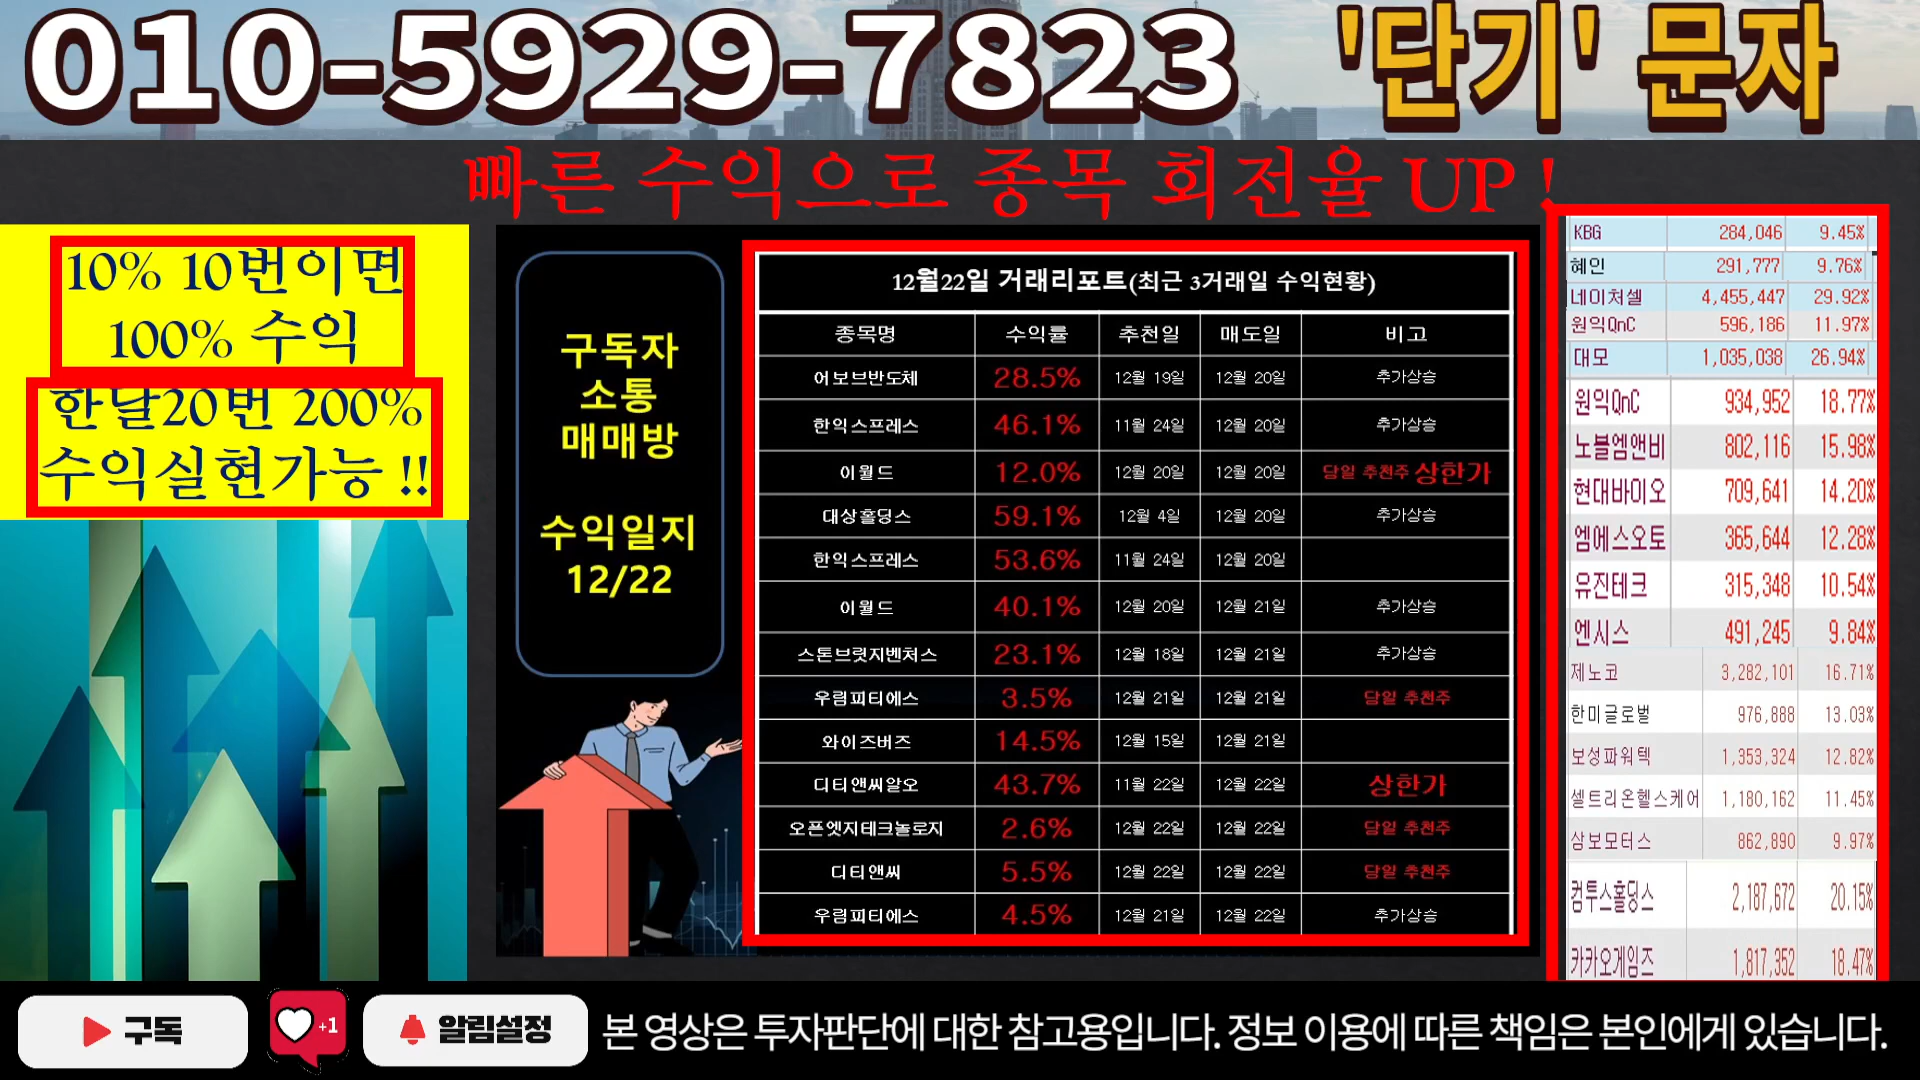 010-5929-7823 '단기' 문자
빠른 수익으로 종목 회전율 UP !
10% 10번이면
100% 수익
한달20번 200%
수익실현가능 !!
구독자
소통
매매방
수익일지
12/22
12월22일 거래리포트(최근 3거래일 수익현황)
종목명 수익률 추천일 매도일 비고
어보브반도체 28.5% 12월 19일 12월 20일 추가상승
한익스프레스 46.1% 11월 24일 12월 20일 추가상승
이월드 12.0% 12월 20일 12월 20일 당일 추천주 상한가
대상홀딩스 59.1% 12월 4일 12월 20일 추가상승
한익스프레스 53.6% 11월 24일 12월 20일
이월드 40.1% 12월 20일 12월 21일 추가상승
스톤브릿지벤처스 23.1% 12월 18일 12월 21일 추가상승
우림피티에스 3.5% 12월 21일 12월 21일 당일 추천주
와이즈버즈 14.5% 12월 15일 12월 21일
디티앤씨알오 43.7% 11월 22일 12월 22일 상한가
오픈엣지테크놀로지 2.6% 12월 22일 12월 22일 당일 추천주
디티앤씨 5.5% 12월 22일 12월 22일 당일 추천주
우림피티에스 4.5% 12월 21일 12월 22일 추가상승
KBG 284,046 9.45%
혜인 291,777 9.76%
네이처셀 4,455,447 29.92%
원익QnC 596,186 11.97%
대모 1,035,038 26.94%
원익QnC 934,952 18.77%
노블엠앤비 802,116 15.98%
현대바이오 709,641 14.20%
엠에스오토 365,644 12.28%
유진테크 315,348 10.54%
엔시스 491,245 9.84%
제노코 3,282,101 16.71%
한미글로벌 976,888 13.03%
보성파워텍 1,353,324 12.82%
셀트리온헬스케어 1,180,162 11.45%
상보모터스 862,890 9.97%
컴투스홀딩스 2,187,672 20.15%
카카오게임즈 1,817,352 18.47%
구독 +1 알림설정 본 영상은 투자판단에 대한 참고용입니다. 정보 이용에 따른 책임은 본인에게 있습니다.